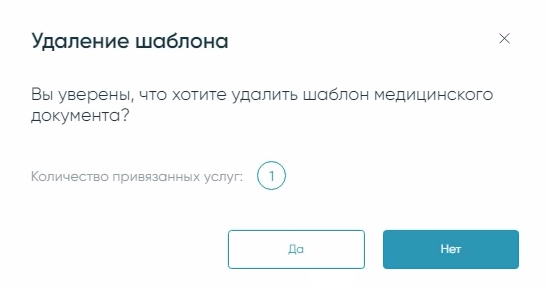 Удаление шаблона
Вы уверены, что хотите удалить шаблон медицинского
документа?
Количество привязанных услуг: 1
Да Нет